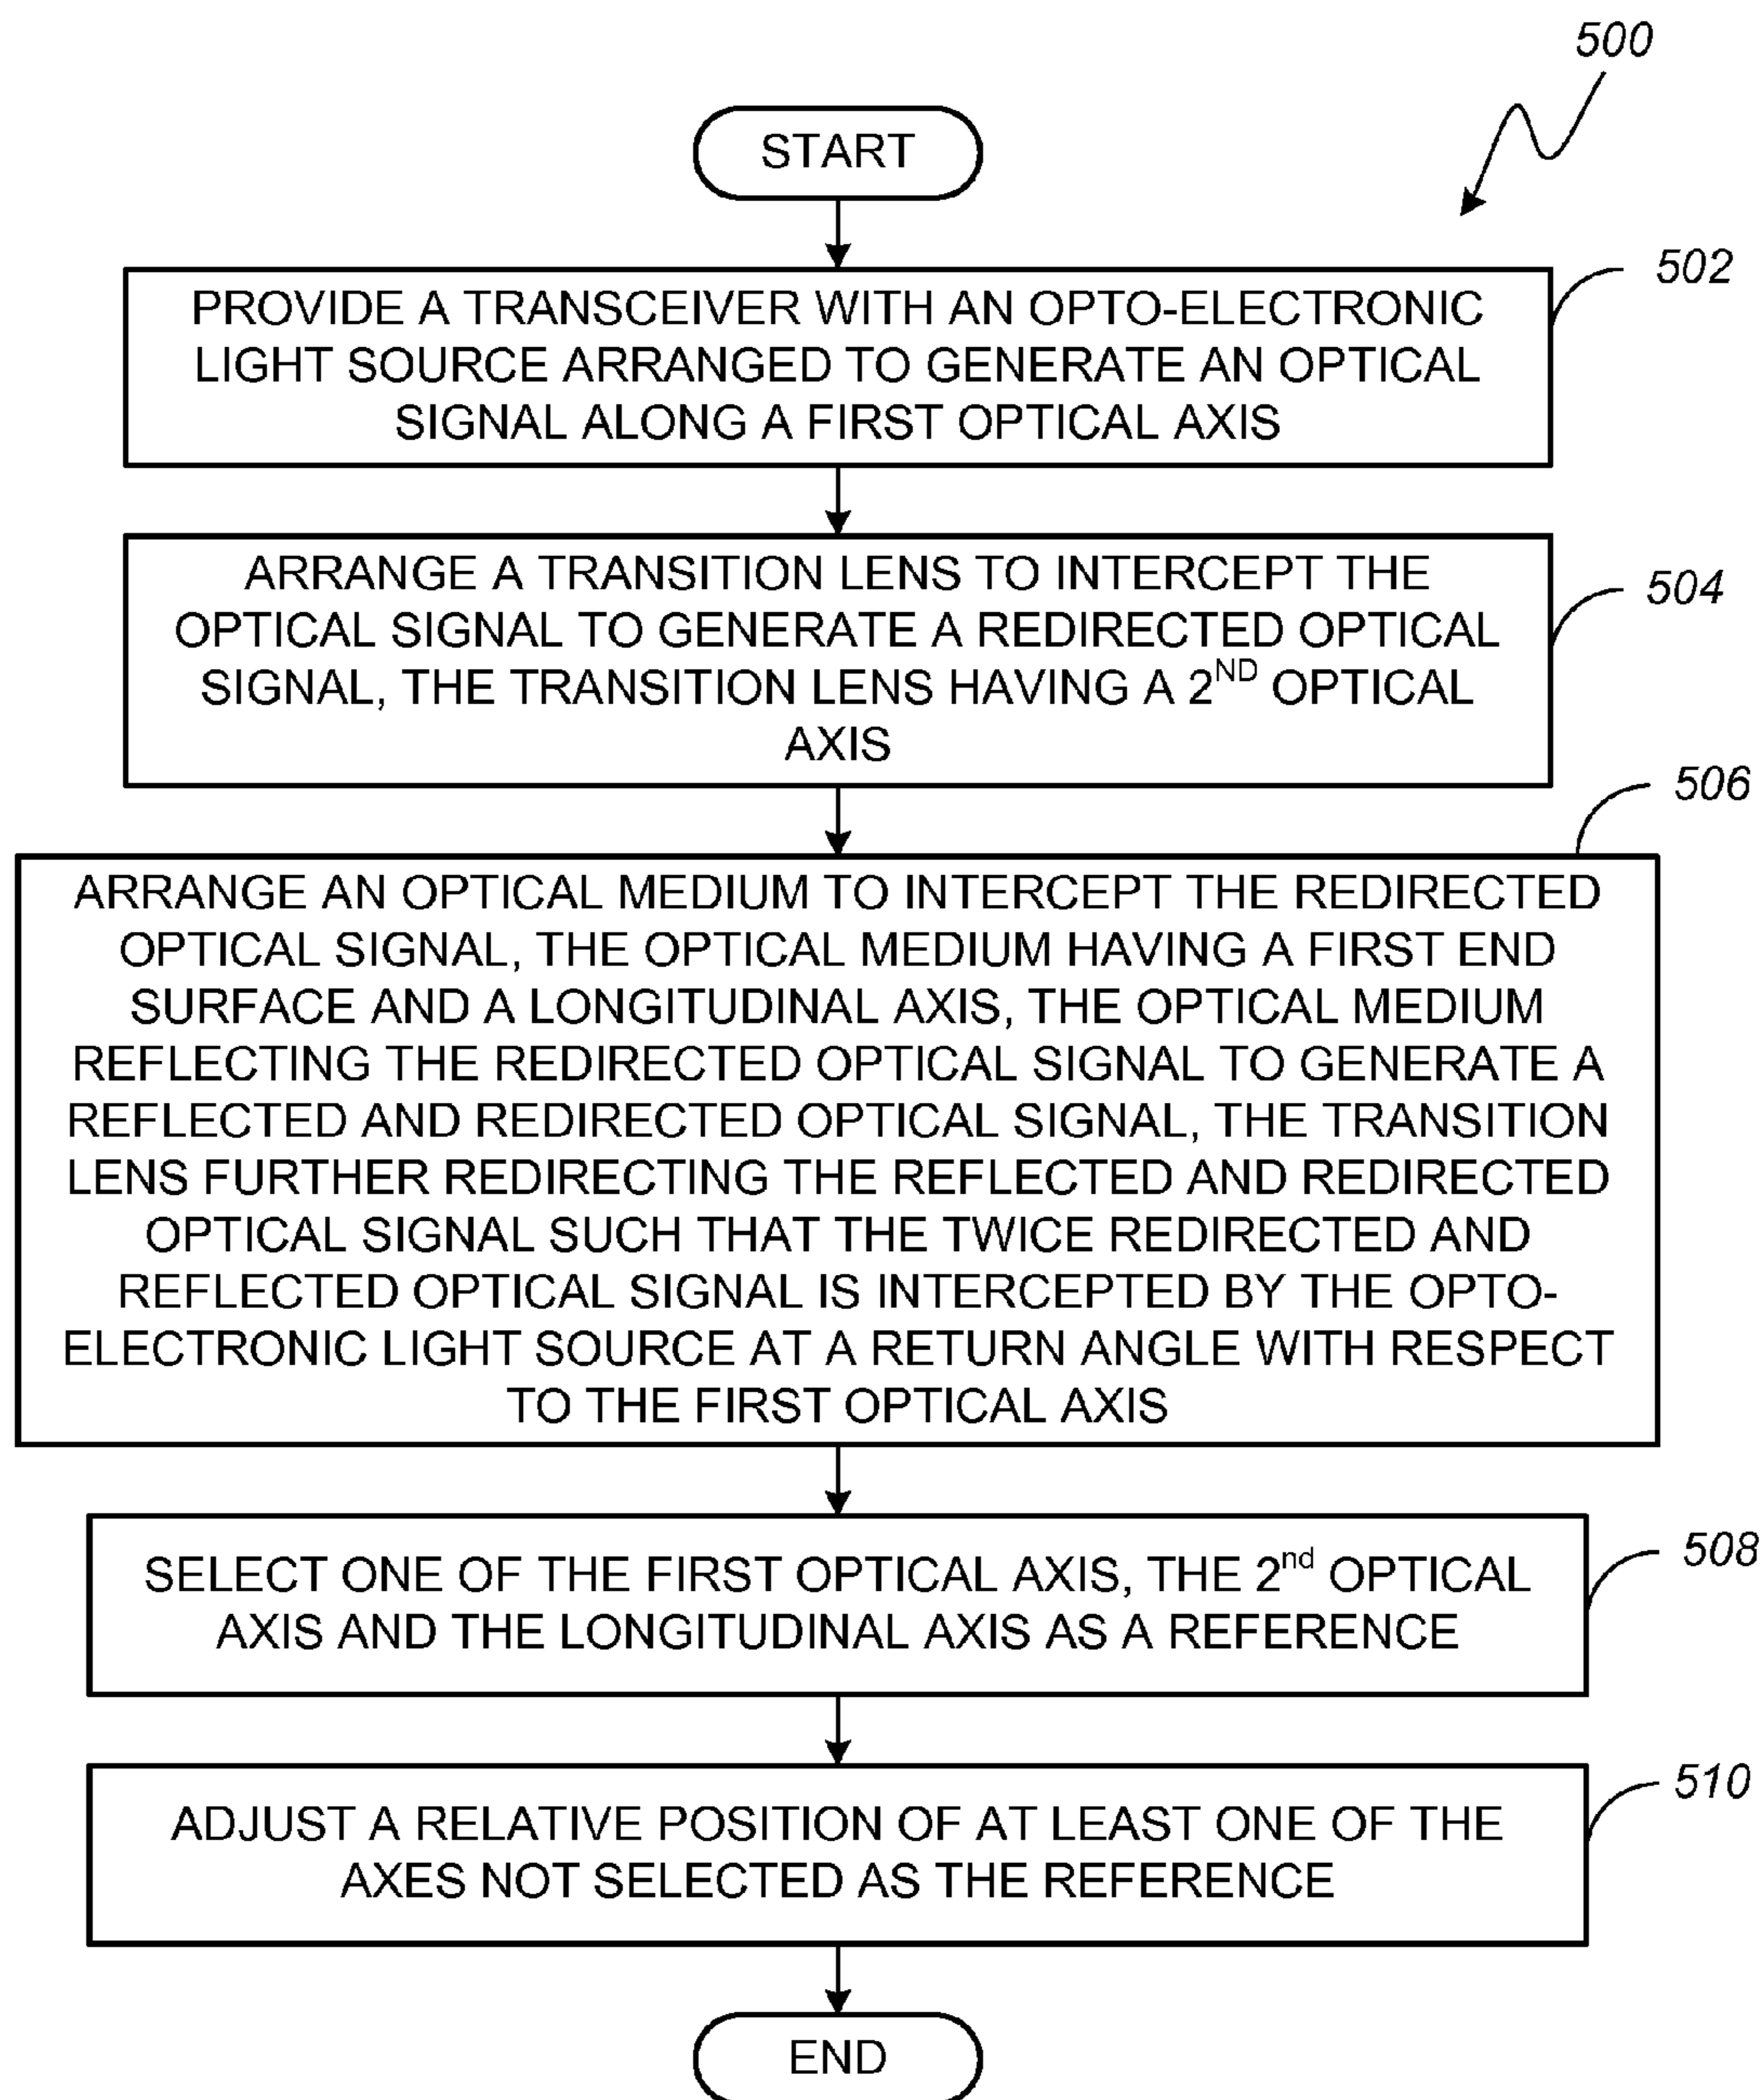 500
START
502
PROVIDE A TRANSCEIVER WITH AN OPTO-ELECTRONIC
LIGHT SOURCE ARRANGED TO GENERATE AN OPTICAL
SIGNAL ALONG A FIRST OPTICAL AXIS
504
ARRANGE A TRANSITION LENS TO INTERCEPT THE
OPTICAL SIGNAL TO GENERATE A REDIRECTED OPTICAL
SIGNAL, THE TRANSITION LENS HAVING A 2ND OPTICAL
AXIS
506
ARRANGE AN OPTICAL MEDIUM TO INTERCEPT THE REDIRECTED
OPTICAL SIGNAL, THE OPTICAL MEDIUM HAVING A FIRST END
SURFACE AND A LONGITUDINAL AXIS, THE OPTICAL MEDIUM
REFLECTING THE REDIRECTED OPTICAL SIGNAL TO GENERATE A
REFLECTED AND REDIRECTED OPTICAL SIGNAL, THE TRANSITION
LENS FURTHER REDIRECTING THE REFLECTED AND REDIRECTED
OPTICAL SIGNAL SUCH THAT THE TWICE REDIRECTED AND
REFLECTED OPTICAL SIGNAL IS INTERCEPTED BY THE OPTO-
ELECTRONIC LIGHT SOURCE AT A RETURN ANGLE WITH RESPECT
TO THE FIRST OPTICAL AXIS
508
SELECT ONE OF THE FIRST OPTICAL AXIS, THE 2nd OPTICAL
AXIS AND THE LONGITUDINAL AXIS AS A REFERENCE
510
ADJUST A RELATIVE POSITION OF AT LEAST ONE OF THE
AXES NOT SELECTED AS THE REFERENCE
END